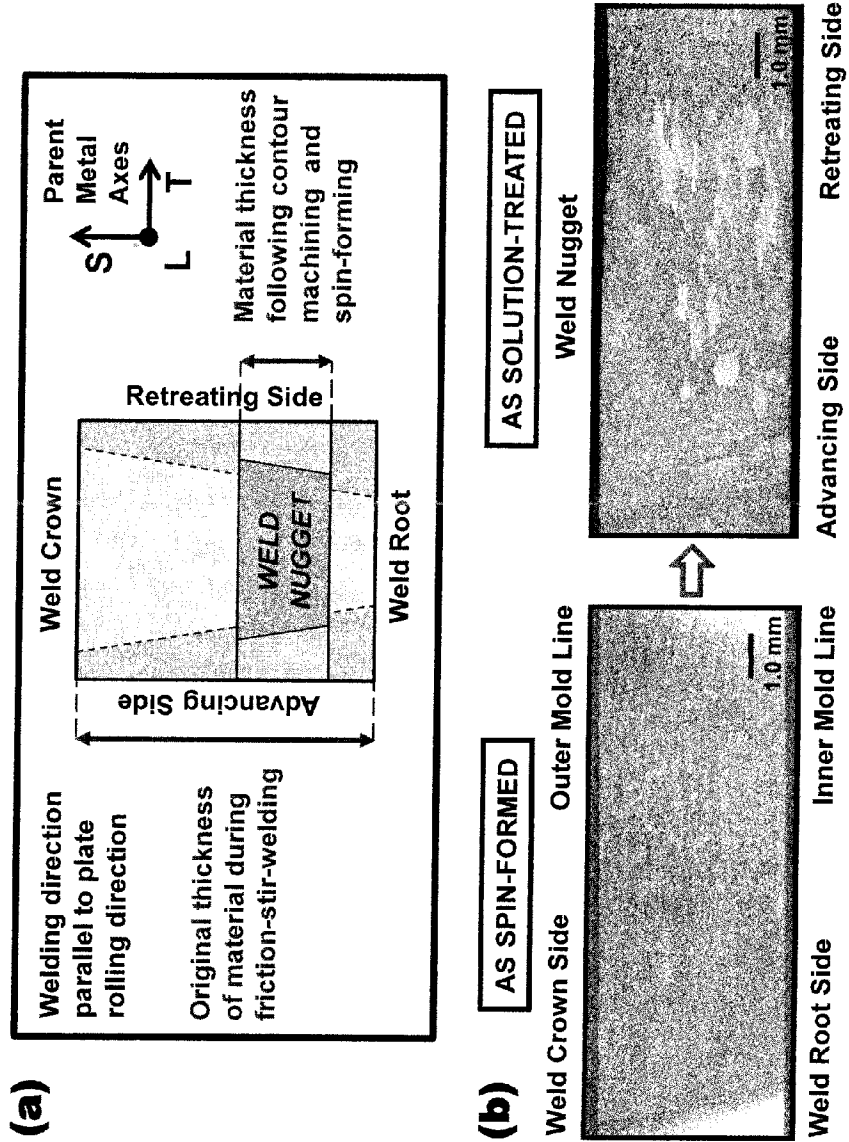 (a)
Welding direction
parallel to plate
rolling direction
Original thickness
of material during
friction-stir-welding
Weld Crown
Advancing Side
WELD
NUGGET
Retreating Side
Weld Root
Parent
Metal
Axes
S
L
T
Material thickness
following contour
machining and
spin-forming
(b)
AS SPIN-FORMED
Weld Crown Side
Outer Mold Line
1.0 mm
Weld Root Side
Inner Mold Line
AS SOLUTION-TREATED
Weld Nugget
1.0 mm
Advancing Side
Retreating Side